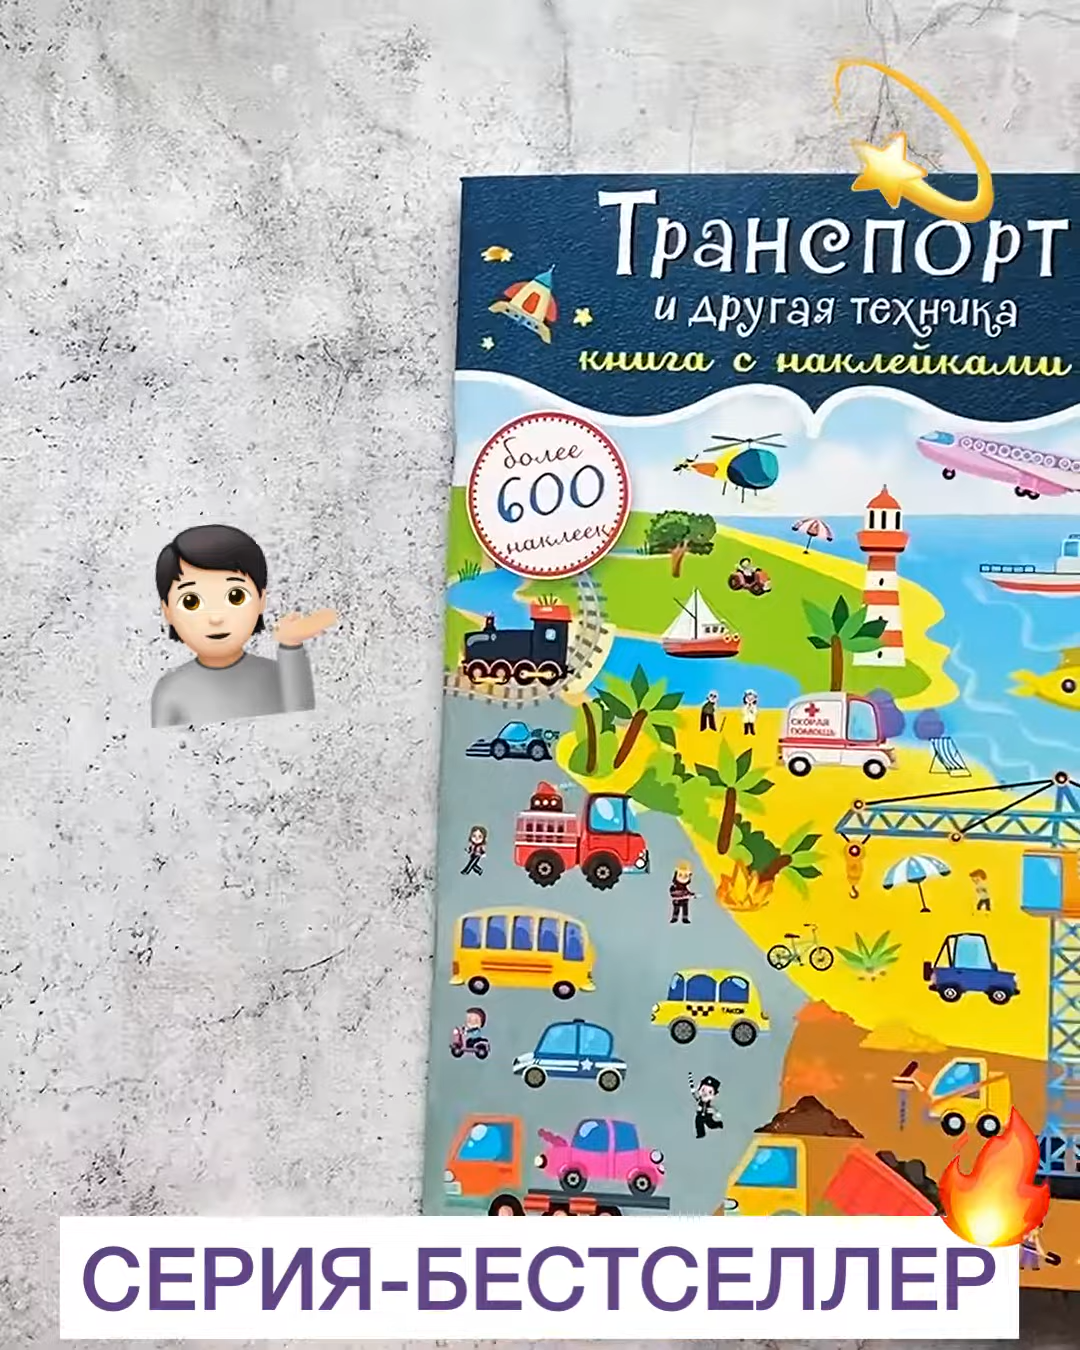 Транспорт
и другая техника
книга с наклейками
более
600
наклеек
СКОРАЯ
ПОМОЩЬ
ТАКСИ
СЕРИЯ-БЕСТСЕЛЛЕР